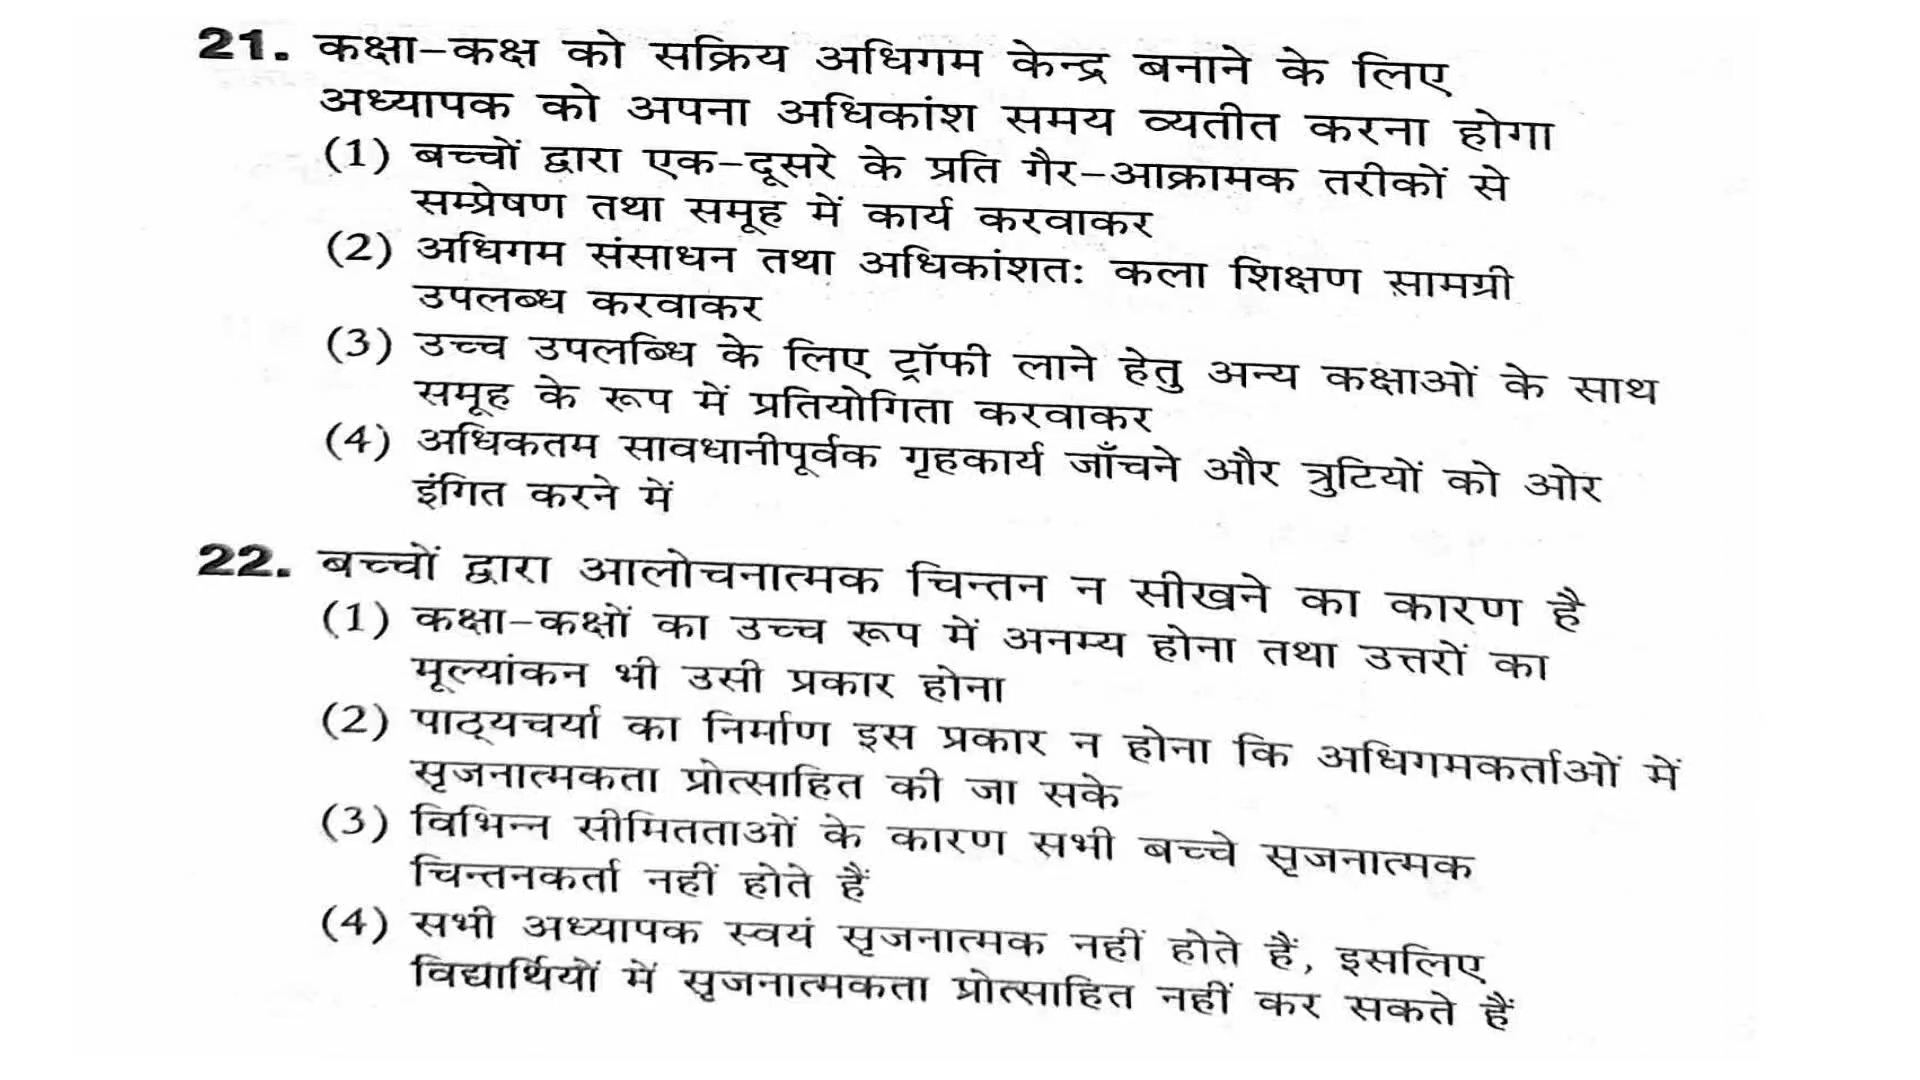 21. कक्षा-कक्ष को सक्रिय अधिगम केन्द्र बनाने के लिए
अध्यापक को अपना अधिकांश समय व्यतीत करना होगा
(1) बच्चों द्वारा एक-दूसरे के प्रति गैर-आक्रामक तरीकों से
सम्प्रेषण तथा समूह में कार्य करवाकर
(2) अधिगम संसाधन तथा अधिकांशतः कला शिक्षण सामग्री
उपलब्ध करवाकर
(3) उच्च उपलब्धि के लिए ट्रॉफी लाने हेतु अन्य कक्षाओं के साथ
समूह के रूप में प्रतियोगिता करवाकर
(4) अधिकतम सावधानीपूर्वक गृहकार्य जाँचने और त्रुटियों को ओर
इंगित करने में
22. बच्चों द्वारा आलोचनात्मक चिन्तन न सीखने का कारण है
(1) कक्षा-कक्षों का उच्च रूप में अनम्य होना तथा उत्तरों का
मूल्यांकन भी उसी प्रकार होना
(2) पाठ्यचर्या का निर्माण इस प्रकार न होना कि अधिगमकर्ताओं में
सृजनात्मकता प्रोत्साहित की जा सके
(3) विभिन्न सीमितताओं के कारण सभी बच्चे सृजनात्मक
चिन्तनकर्ता नहीं होते हैं
(4) सभी अध्यापक स्वयं सृजनात्मक नहीं होते हैं, इसलिए
विद्यार्थियों में सृजनात्मकता प्रोत्साहित नहीं कर सकते हैं